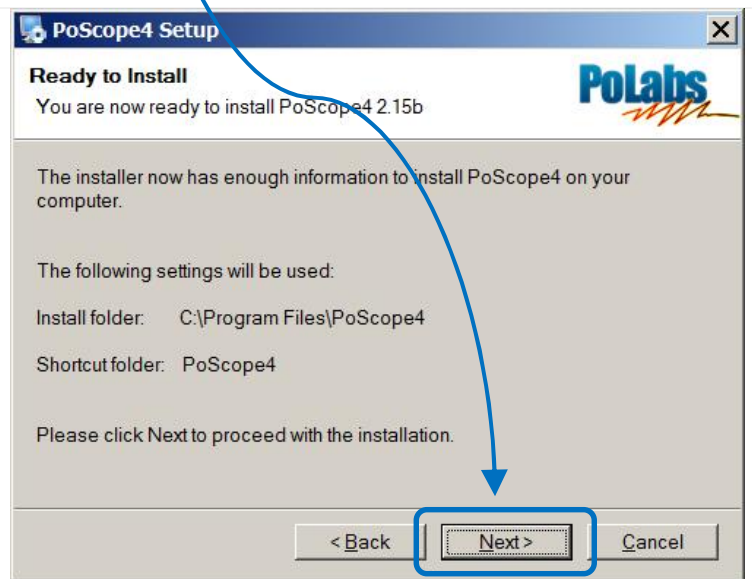 PoScope4 Setup
Ready to Install
You are now ready to install PoScope4 2.15b
PoLabs
The installer now has enough information to install PoScope4 on your
computer.
The following settings will be used:
Install folder: C:\Program Files\PoScope4
Shortcut folder: PoScope4
Please click Next to proceed with the installation.
< Back Next > Cancel